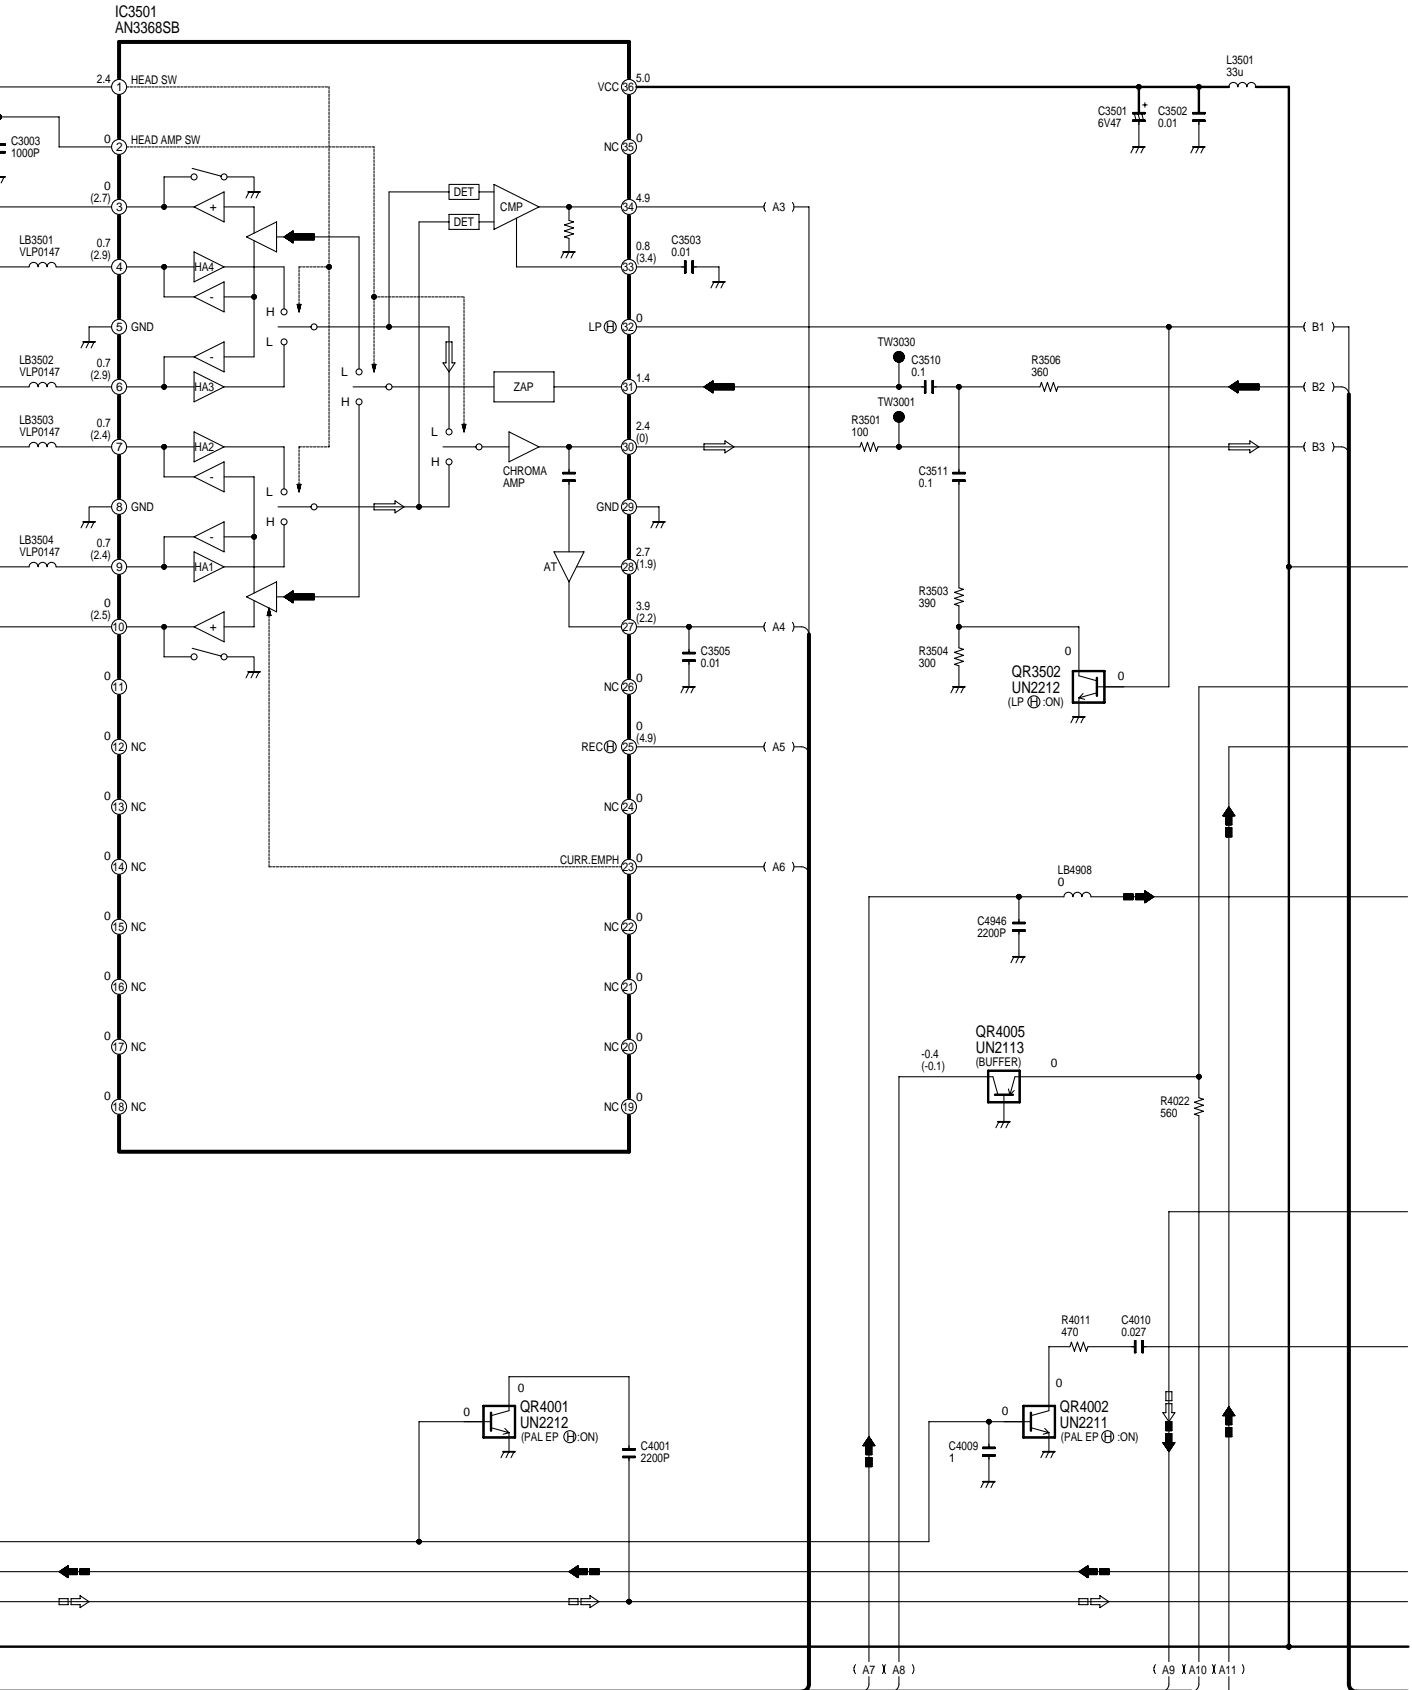 IC3501
AN3368SB
2.4
1
HEAD SW
C3003
1000P
0
2
HEAD AMP SW
0
(2.7)
3
+
LB3501
VLP0147
0.7
(2.9)
4
HA4
-
H
L
5
GND
-
LB3502
VLP0147
0.7
(2.9)
6
HA3
LB3503
VLP0147
0.7
(2.4)
7
HA2
-
L
H
8
GND
-
LB3504
VLP0147
0.7
(2.4)
9
HA1
0
(2.5)
10
+
L
H
DET
DET
CMP
ZAP
L
H
CHROMA
AMP
AT
0
11
0
12
NC
0
13
NC
0
14
NC
0
15
NC
0
16
NC
0
17
NC
0
18
NC
VCC
36
5.0
NC
35
0
34
4.9
( A3 )
33
0.8
(3.4)
C3503
0.01
LP H
32
0
( B1 )
31
1.4
30
2.4
(0)
GND
29
28
2.7
(1.9)
27
3.9
(2.2)
C3505
0.01
( A4 )
NC
26
0
REC H
25
0
(4.9)
( A5 )
NC
24
0
CURR.EMPH
23
0
( A6 )
NC
22
0
NC
21
0
NC
20
0
NC
19
0
L3501
33u
C3501
6V47
+
C3502
0.01
TW3030
C3510
0.1
R3506
360
( B2 )
TW3001
R3501
100
( B3 )
C3511
0.1
R3503
390
R3504
300
0
QR3502
UN2212
(LP H :ON)
0
LB4908
0
C4946
2200P
QR4005
UN2113
(BUFFER)
-0.4
(-0.1)
0
R4022
560
R4011
470
C4010
0.027
0
0
QR4001
UN2212
(PAL EP H :ON)
C4001
2200P
0
0
QR4002
UN2211
(PAL EP H :ON)
C4009
1
( A7 )( A8 )
( A9 )( A10 )( A11 )